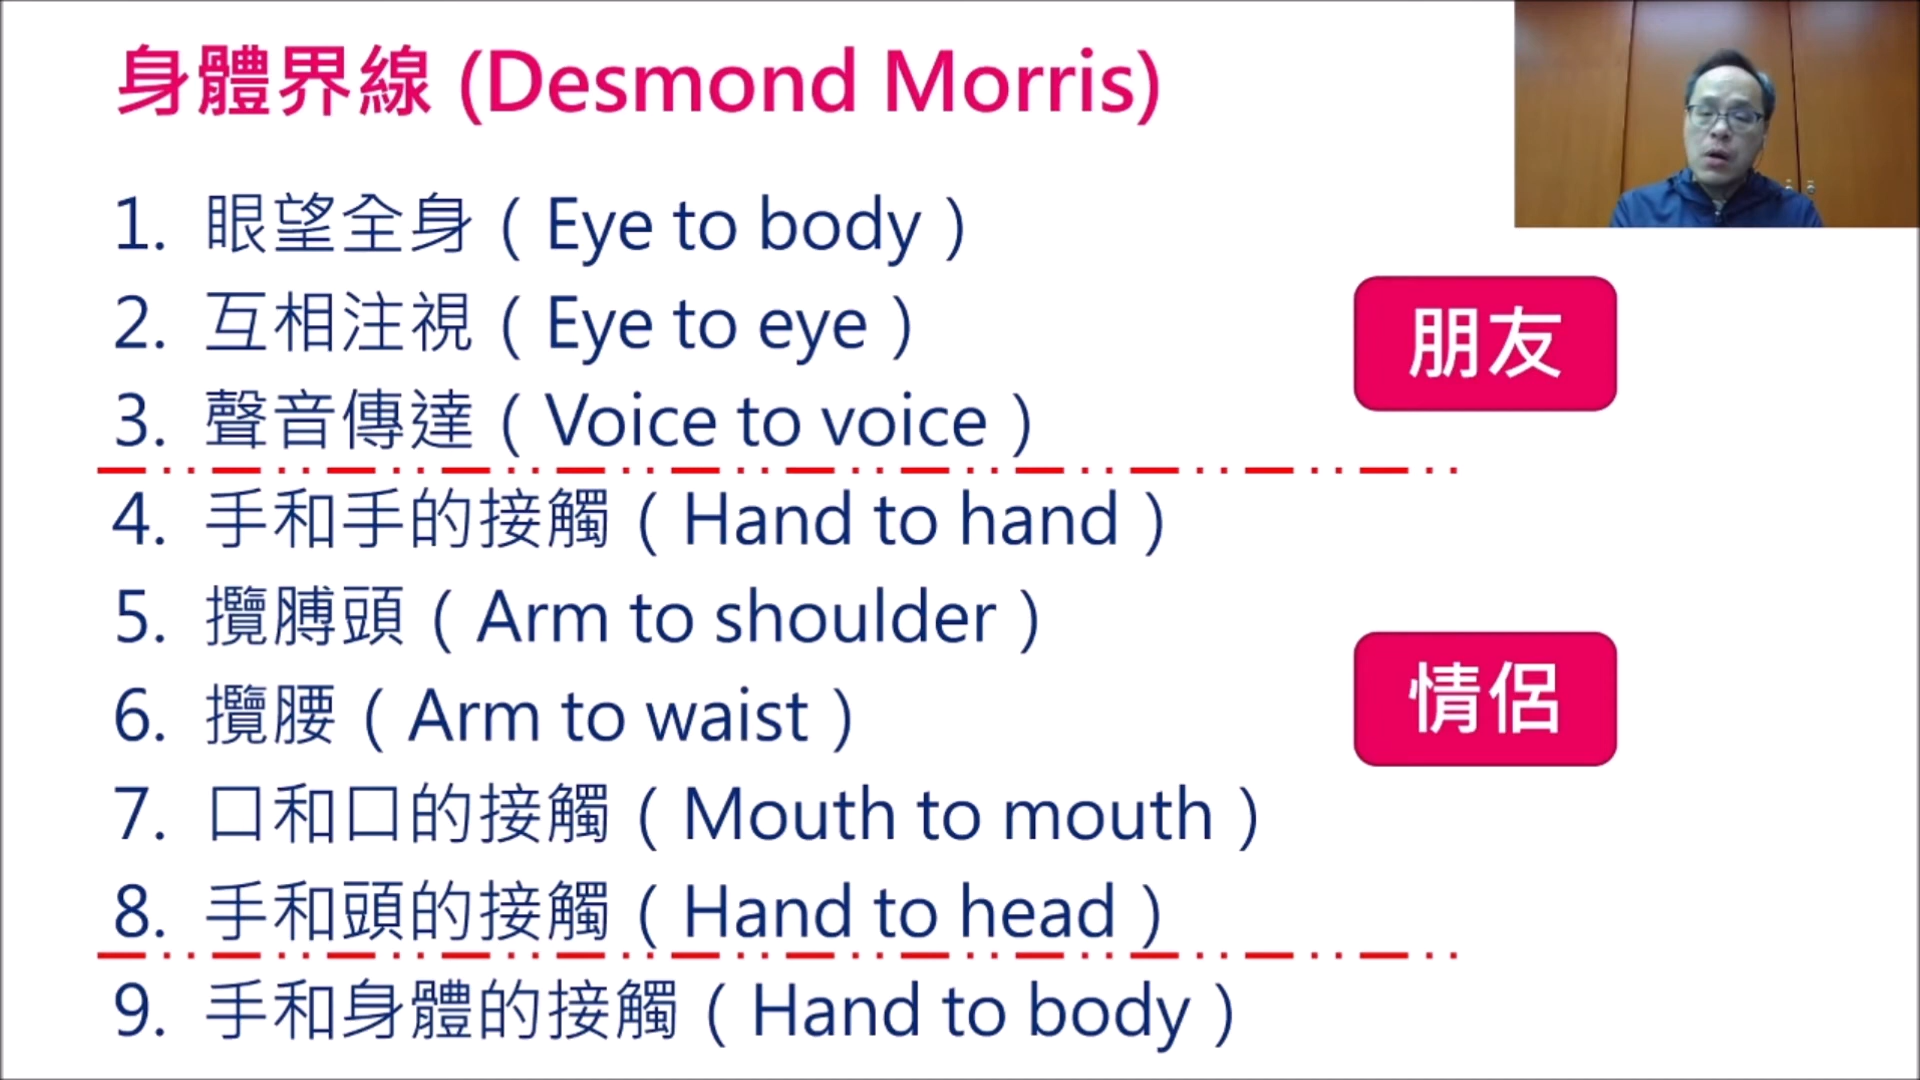 身體界線 (Desmond Morris)
1. 眼望全身（Eye to body）
2. 互相注視（Eye to eye）
3. 聲音傳達（Voice to voice）
朋友
4. 手和手的接觸（Hand to hand）
5. 攬膊頭（Arm to shoulder）
6. 攬腰（Arm to waist）
情侶
7. 口和口的接觸（Mouth to mouth）
8. 手和頭的接觸（Hand to head）
9. 手和身體的接觸（Hand to body）